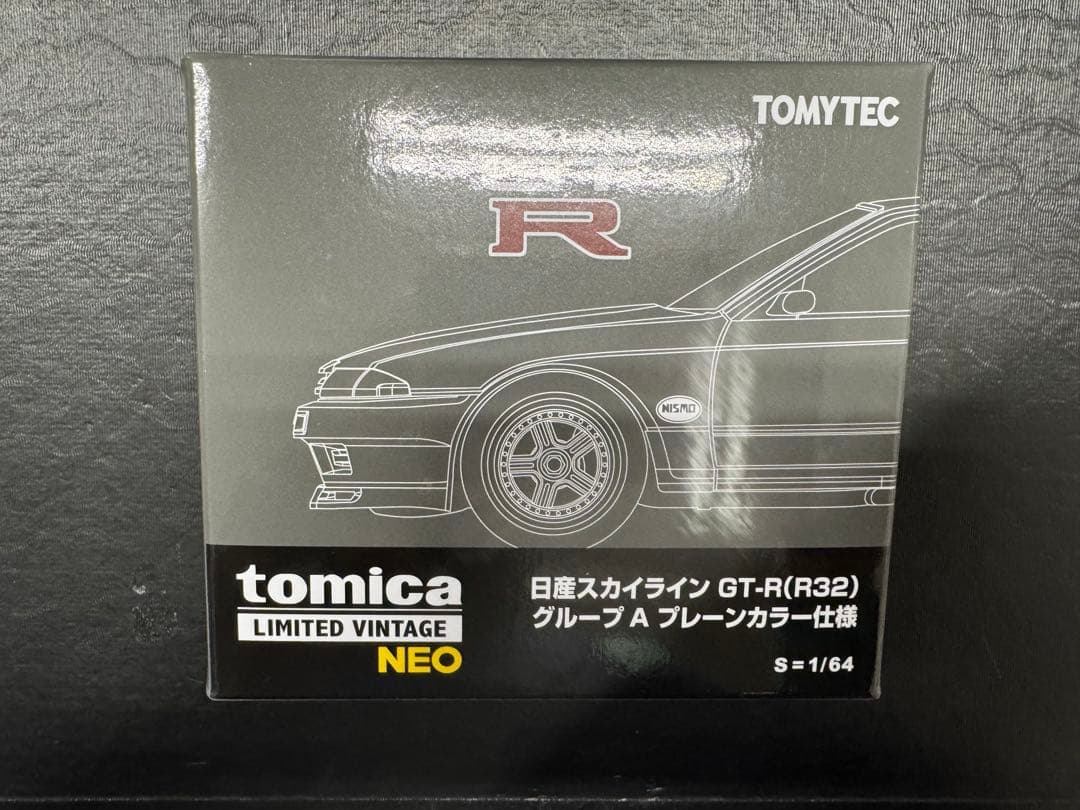 TOMYTEC
R
NISMO
tomica
LIMITED VINTAGE
NEO
日産スカイライン GT-R(R32)
グループ A プレーンカラー仕様
S=1/64